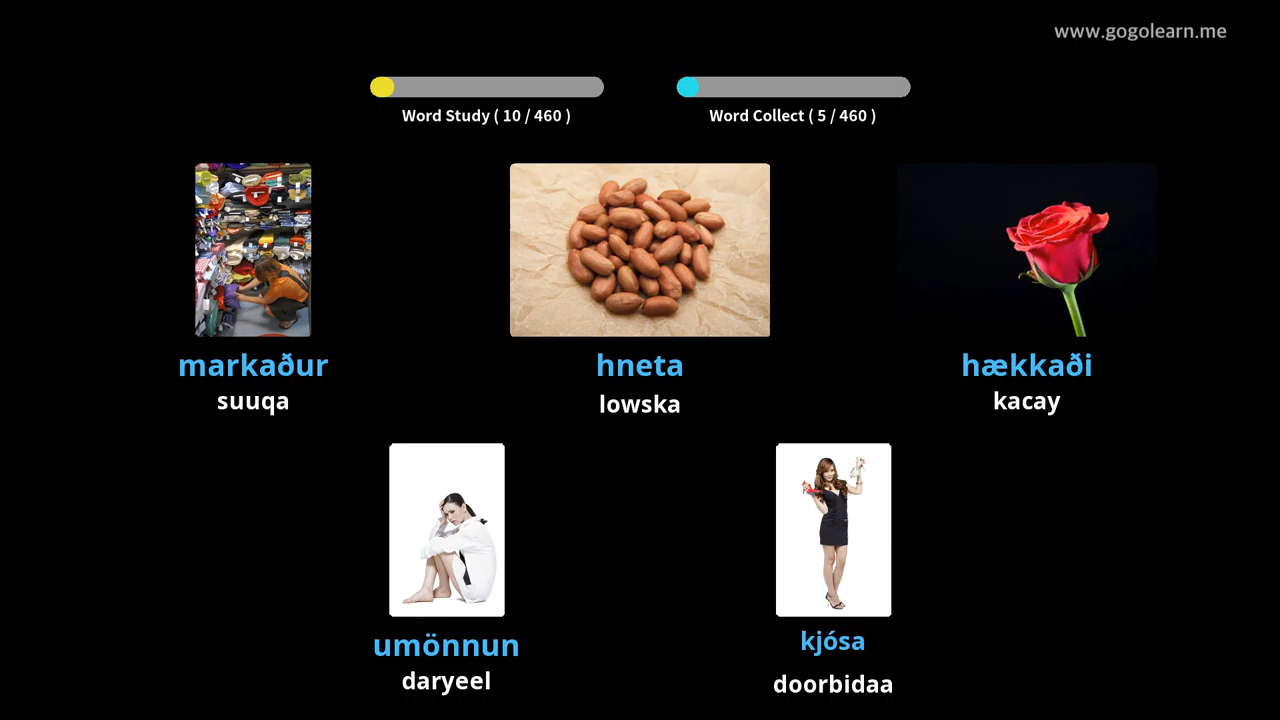 www.gogolearn.me
Word Study ( 10 / 460 )
Word Collect ( 5 / 460 )
markaður
suuqa
hneta
lowska
hækkaði
kacay
umönnun
daryeel
kjósa
doorbidaa